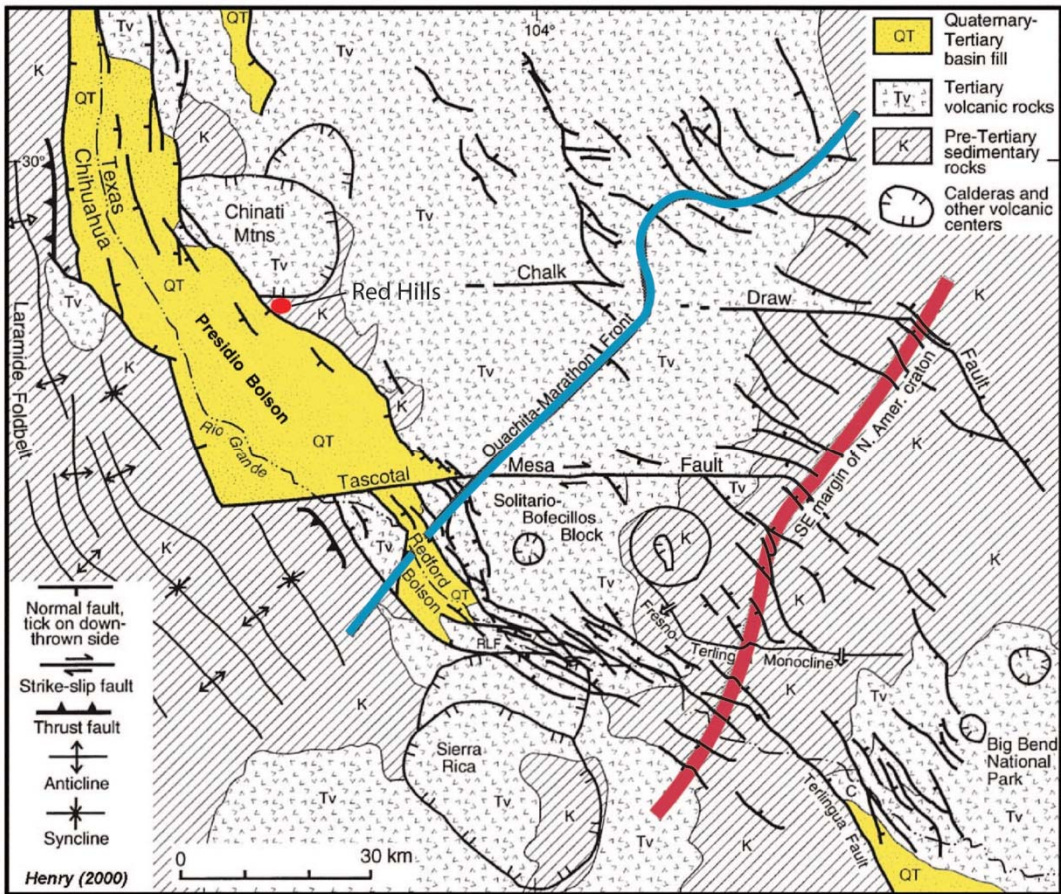 QT
Tv
104°
K
QT
Texas
Chihuahua
30°
K
Chinati
Mtns
Tv
Tv
QT
Tv
Chalk
Draw
Red Hills
K
K
Laramide Foldbelt
Presidio Bolson
Tv
Tv
Ouachita-Marathon Front
Fault
K
K
Rio Grande
QT
Tascotal
Mesa
Fault
Tv
SE margin of N. Amer. craton
K
K
Solitario-
Bofecillos
Block
K
K
Tv
Redford
Bolson
QT
Tv
K
Fresno-
Terling
Monocline
K
RLF
K
K
Tv
Sierra
Rica
Tv
Tv
K
Tv
K
Terlingua Fault
C
QT
Big Bend
National
Park
Tv
QT
Quaternary-
Tertiary
basin fill
Tv
Tertiary
volcanic rocks
K
Pre-Tertiary
sedimentary
rocks
Calderas and
other volcanic
centers
Normal fault,
tick on down-
thrown side
Strike-slip fault
Thrust fault
Anticline
Syncline
0 30 km
Henry (2000)